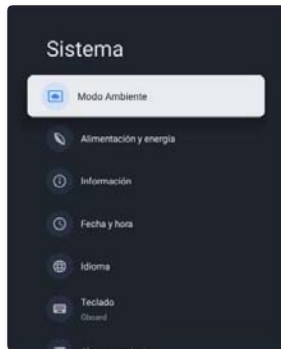 Sistema
Modo Ambiente
Alimentación y energía
Información
Fecha y hora
Idioma
Teclado
Gboard